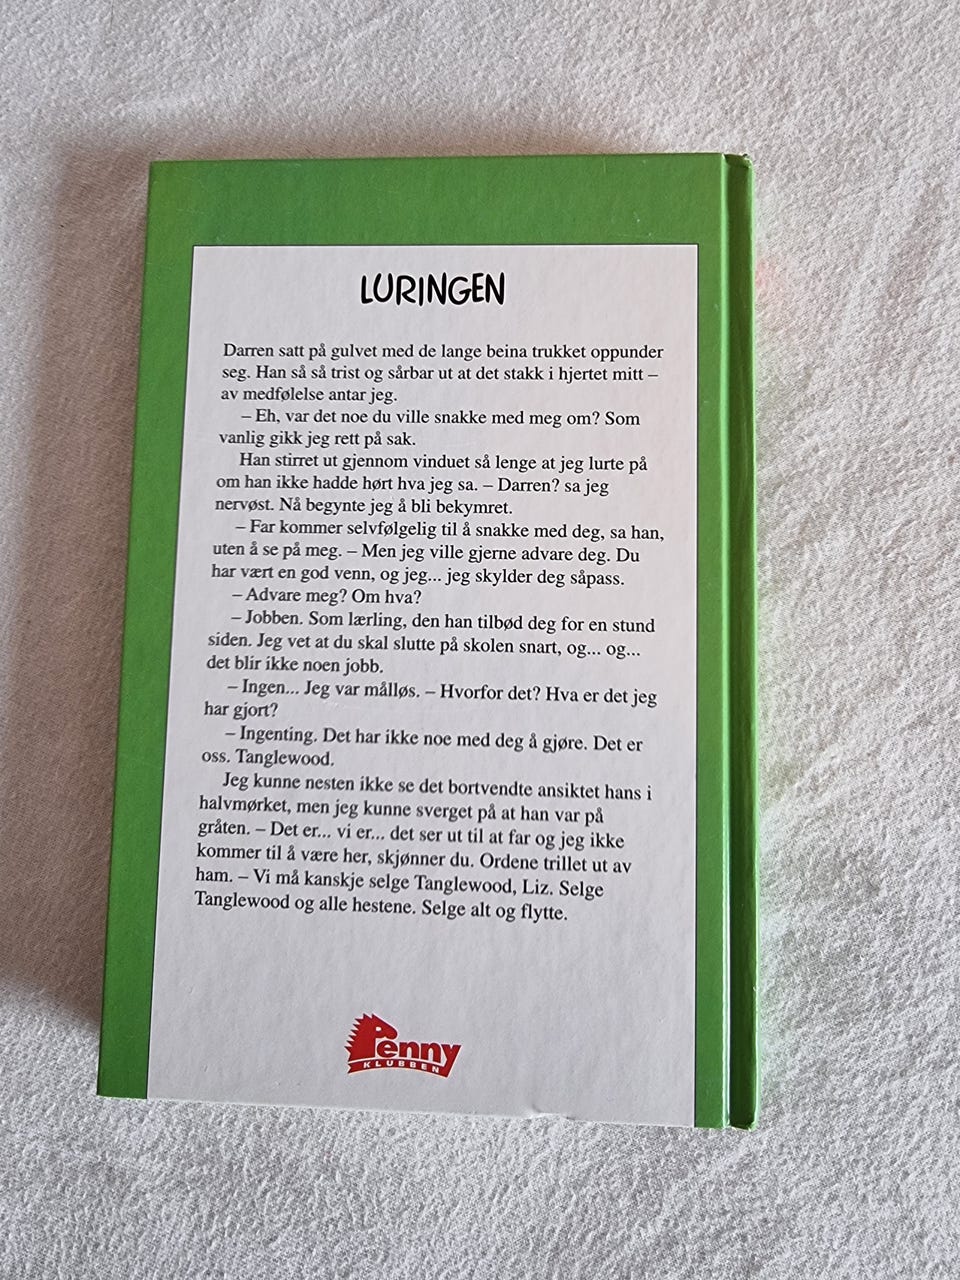 LURINGEN
Darren satt på gulvet med de lange beina trukket oppunder
seg. Han så så trist og sårbar ut at det stakk i hjertet mitt –
av medfølelse antar jeg.
– Eh, var det noe du ville snakke med meg om? Som
vanlig gikk jeg rett på sak.
Han stirret ut gjennom vinduet så lenge at jeg lurte på
om han ikke hadde hørt hva jeg sa. – Darren? sa jeg
nervøst. Nå begynte jeg å bli bekymret.
– Far kommer selvfølgelig til å snakke med deg, sa han,
uten å se på meg. – Men jeg ville gjerne advare deg. Du
har vært en god venn, og jeg... jeg skylder deg såpass.
– Advare meg? Om hva?
– Jobben. Som lærling, den han tilbød deg for en stund
siden. Jeg vet at du skal slutte på skolen snart, og... og...
det blir ikke noen jobb.
– Ingen... Jeg var målløs. – Hvorfor det? Hva er det jeg
har gjort?
– Ingenting. Det har ikke noe med deg å gjøre. Det er
oss. Tanglewood.
Jeg kunne nesten ikke se det bortvendte ansiktet hans i
halvmørket, men jeg kunne sverget på at han var på
gråten. – Det er... vi er... det ser ut til at far og jeg ikke
kommer til å være her, skjønner du. Ordene trillet ut av
ham. – Vi må kanskje selge Tanglewood, Liz. Selge
Tanglewood og alle hestene. Selge alt og flytte.
Penny
KLUBBEN